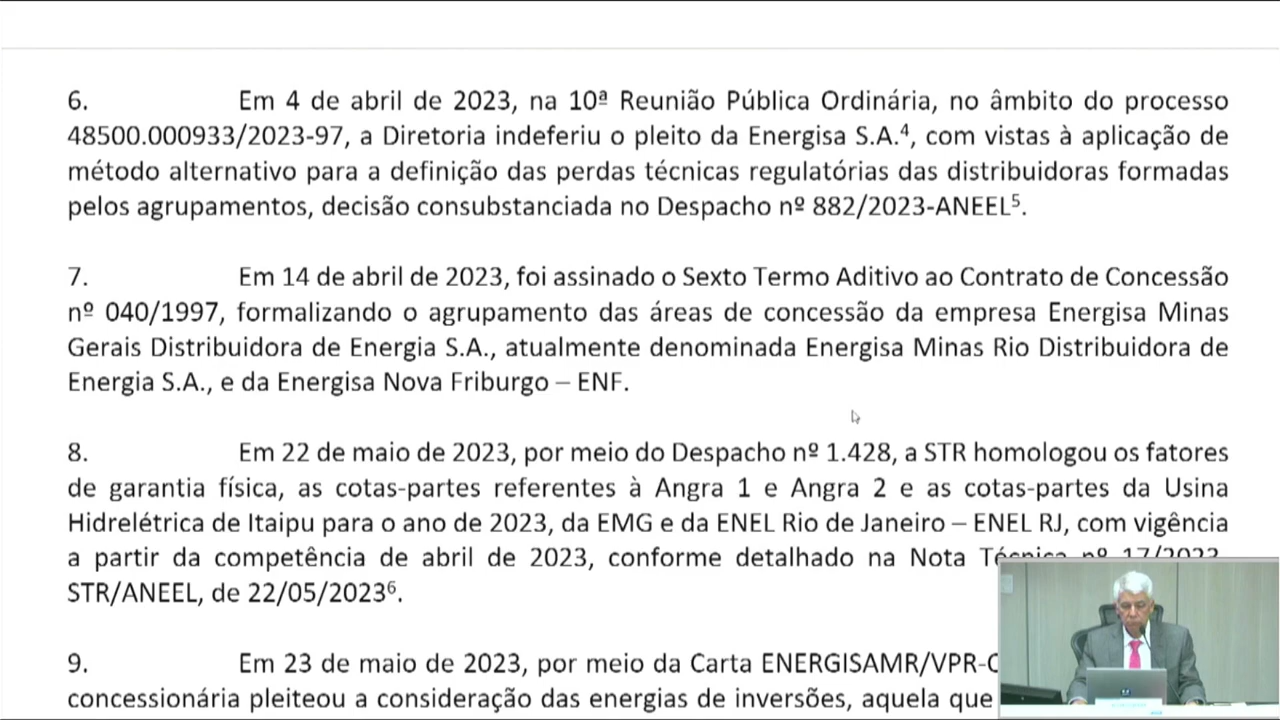 6. Em 4 de abril de 2023, na 10ª Reunião Pública Ordinária, no âmbito do processo
48500.000933/2023-97, a Diretoria indeferiu o pleito da Energisa S.A.⁴, com vistas à aplicação de
método alternativo para a definição das perdas técnicas regulatórias das distribuidoras formadas
pelos agrupamentos, decisão consubstanciada no Despacho nº 882/2023-ANEEL⁵.
7. Em 14 de abril de 2023, foi assinado o Sexto Termo Aditivo ao Contrato de Concessão
nº 040/1997, formalizando o agrupamento das áreas de concessão da empresa Energisa Minas
Gerais Distribuidora de Energia S.A., atualmente denominada Energisa Minas Rio Distribuidora de
Energia S.A., e da Energisa Nova Friburgo – ENF.
8. Em 22 de maio de 2023, por meio do Despacho nº 1.428, a STR homologou os fatores
de garantia física, as cotas-partes referentes à Angra 1 e Angra 2 e as cotas-partes da Usina
Hidrelétrica de Itaipu para o ano de 2023, da EMG e da ENEL Rio de Janeiro – ENEL RJ, com vigência
a partir da competência de abril de 2023, conforme detalhado na Nota Técnica nº 17/2023
STR/ANEEL, de 22/05/2023⁶.
9. Em 23 de maio de 2023, por meio da Carta ENERGISAMR/VPR-
concessionária pleiteou a consideração das energias de inversões, aquela que